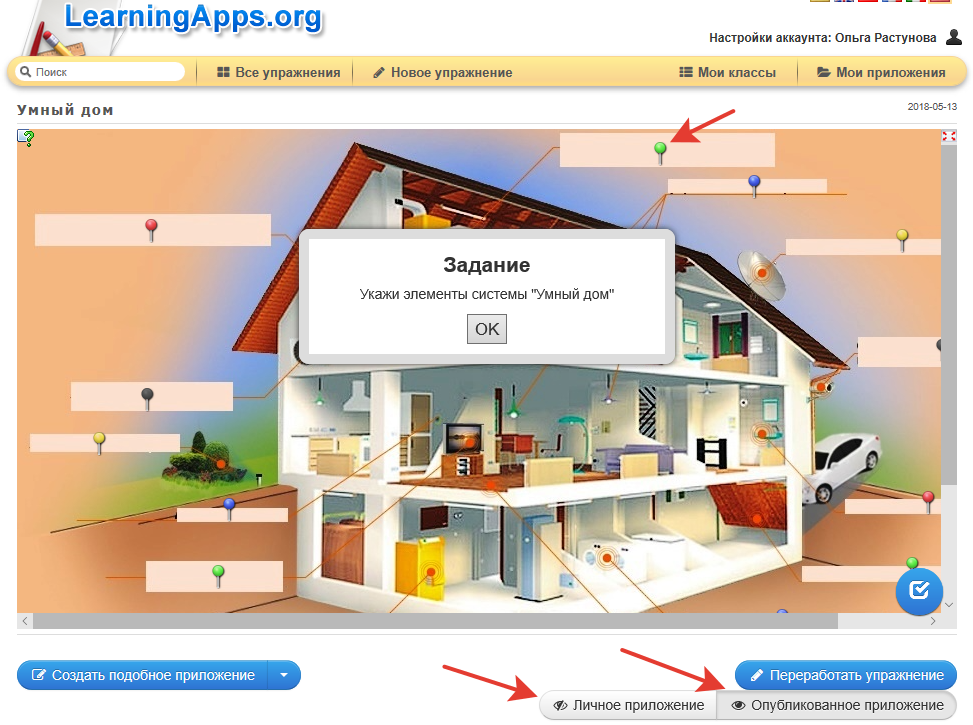 LearningApps.org
Настройки аккаунта: Ольга Растунова
Поиск
Все упражнения
Новое упражнение
Мои классы
Мои приложения
Умный дом
2018-05-13
Задание
Укажи элементы системы "Умный дом"
OK
Создать подобное приложение
Переработать упражнение
Личное приложение
Опубликованное приложение